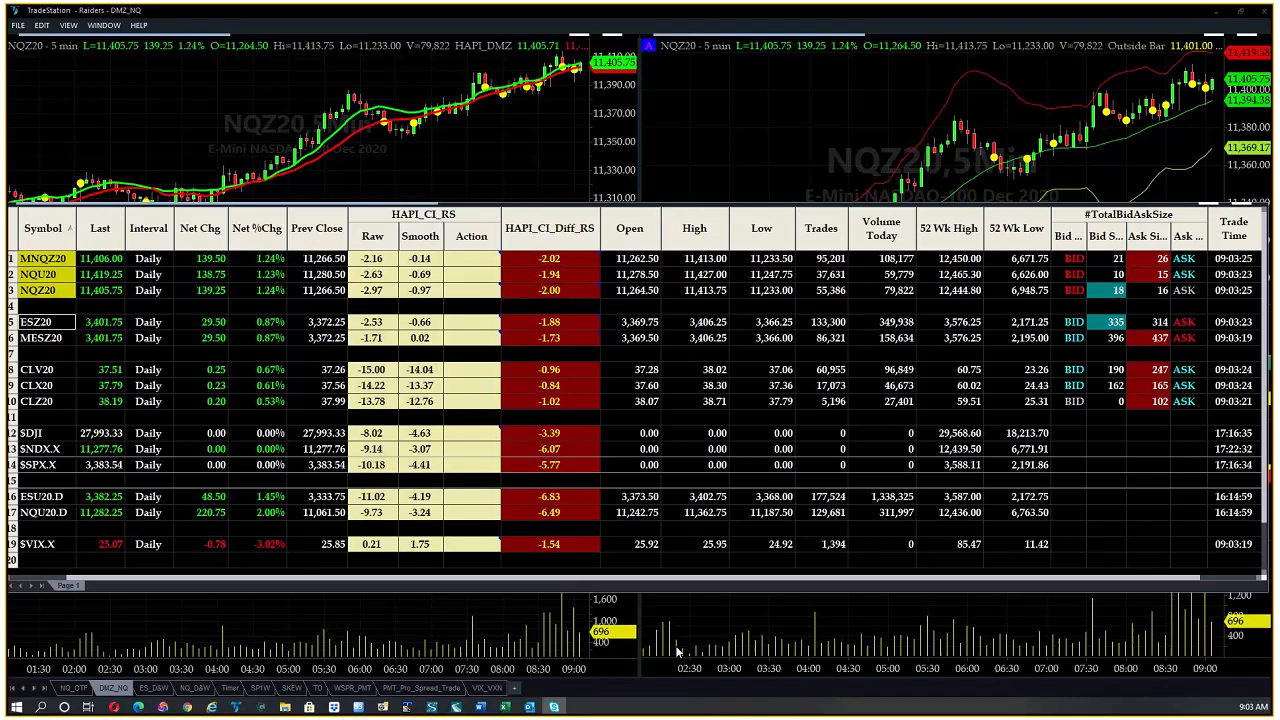 TradeStation - Raiders - DMZ_NQ
FILE EDIT VIEW WINDOW HELP
NQZ20 - 5 min L=11,405.75 139.25 1.24% O=11,264.50 Hi=11,413.75 Lo=11,233.00 V=79,822 HAPI_DMZ 11,405.71 11,4...
A NQZ20 - 5 min L=11,405.75 139.25 1.24% O=11,264.50 Hi=11,413.75 Lo=11,233.00 V=79,822 Outside Bar 11,401.00 ...
11,405.75
11,390.00
11,370.00
11,350.00
11,330.00
11,310.00
NQZ20,5Min
E-Mini NASDAQ-100 Dec 2020
11,419.58
11,405.75
11,400.00
11,394.38
11,380.00
11,369.17
11,360.00
NQZ20,5Min
E-Mini NASDAQ-100 Dec 2020
HAPI_CI_RS #TotalBidAskSize
Symbol Last Interval Net Chg Net %Chg Prev Close Raw Smooth Action HAPI_CI_Diff_RS Open High Low Trades Volume Today 52 Wk High 52 Wk Low Bid ... Bid S... Ask Si... Ask ... Trade Time
1 MNQZ20 11,406.00 Daily 139.50 1.24% 11,266.50 -2.16 -0.14 -2.02 11,262.50 11,413.00 11,233.50 95,201 108,177 12,450.00 6,671.75 BID 21 26 ASK 09:03:25
2 NQU20 11,419.25 Daily 138.75 1.23% 11,280.50 -2.63 -0.69 -1.94 11,278.50 11,427.00 11,247.75 37,631 59,779 12,465.30 6,626.00 BID 10 15 ASK 09:03:25
3 NQZ20 11,405.75 Daily 139.25 1.24% 11,266.50 -2.97 -0.97 -2.00 11,264.50 11,413.75 11,233.00 55,386 79,822 12,444.80 6,948.75 BID 18 16 ASK 09:03:25
4
5 ESZ20 3,401.75 Daily 29.50 0.87% 3,372.25 -2.53 -0.66 -1.88 3,369.75 3,406.25 3,366.00 133,300 349,938 3,576.25 2,171.25 BID 335 314 ASK 09:03:23
6 MESZ20 3,401.75 Daily 29.50 0.87% 3,372.25 -1.71 0.02 -1.73 3,369.75 3,406.25 3,366.00 86,321 158,634 3,576.25 2,195.00 BID 396 437 ASK 09:03:19
7
8 CLV20 37.51 Daily 0.25 0.67% 37.26 -15.00 -14.04 -0.96 37.28 38.02 37.06 60,955 96,849 60.75 23.26 BID 190 247 ASK 09:03:24
9 CLX20 37.79 Daily 0.23 0.61% 37.56 -14.22 -13.37 -0.84 37.54 38.29 37.35 17,073 46,669 60.02 24.43 BID 162 165 ASK 09:03:24
10 CLZ20 38.19 Daily 0.20 0.53% 37.99 -13.78 -12.76 -1.02 38.07 38.71 37.79 5,196 27,401 59.51 25.31 BID 0 102 ASK 09:03:21
11
12 $DJI 27,993.33 Daily 0.00 0.00% 27,993.33 -8.02 -4.63 -3.39 0.00 0.00 0.00 0 0 29,568.60 18,213.70 17:16:35
13 $NDX.X 11,277.76 Daily 0.00 0.00% 11,277.76 -9.14 -3.07 -6.07 0.00 0.00 0.00 0 0 12,439.50 6,771.91 17:22:32
14 $SPX.X 3,383.54 Daily 0.00 0.00% 3,383.54 -10.18 -4.41 -5.77 0.00 0.00 0.00 0 0 3,588.11 2,191.86 17:16:34
15
16 ESU20.D 3,382.25 Daily 48.50 1.45% 3,333.75 -11.02 -4.19 -6.83 3,373.50 3,402.75 3,368.00 177,524 1,338,325 3,587.00 2,172.75 16:14:59
17 NQU20.D 11,282.25 Daily 220.75 2.00% 11,061.50 -9.73 -3.24 -6.49 11,242.75 11,362.75 11,187.50 129,681 311,997 12,436.00 6,763.50 16:14:59
18
19 $VIX.X 25.07 Daily -0.78 -3.02% 25.85 0.21 1.75 -1.54 25.92 25.95 24.92 1,394 0 85.47 11.42 09:03:19
20
Page 1
1,600
696
400
1,200
696
400
01:30 02:00 02:30 03:00 03:30 04:00 04:30 05:00 05:30 06:00 06:30 07:00 07:30 08:00 08:30 09:00
02:30 03:00 03:30 04:00 04:30 05:00 05:30 06:00 06:30 07:00 07:30 08:00 08:30 09:00
NQ_OTF DMZ_NQ ES_D&W NQ_D&W Timer SP1W SKEW TD WSPR_PMT PMT_Pro_Spread_Trade VIX_VXN
9:03 AM